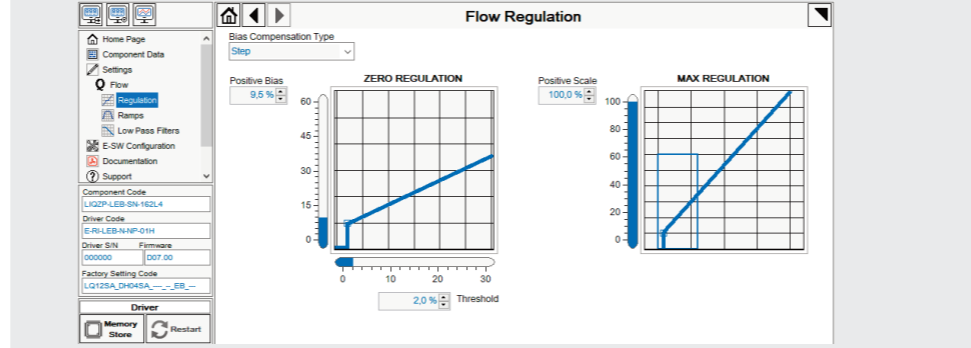 Flow Regulation
Home Page
Component Data
Settings
Q Flow
Regulation
Ramps
Low Pass Filters
E-SW Configuration
Documentation
? Support
Component Code
LIQZP-LEB-SN-162L4
Driver Code
E-RI-LEB-N-NP-01H
Driver S/N Firmware
000000 D07.00
Factory Setting Code
LQ12SA_DH04SA_---_--_EB_---
Driver
Memory
Store
Restart
Bias Compensation Type
Step
Positive Bias
9,5 %
ZERO REGULATION
60
45
30
15
0
0 10 20 30
2,0 % Threshold
Positive Scale
100,0 %
MAX REGULATION
100
80
60
40
20
0